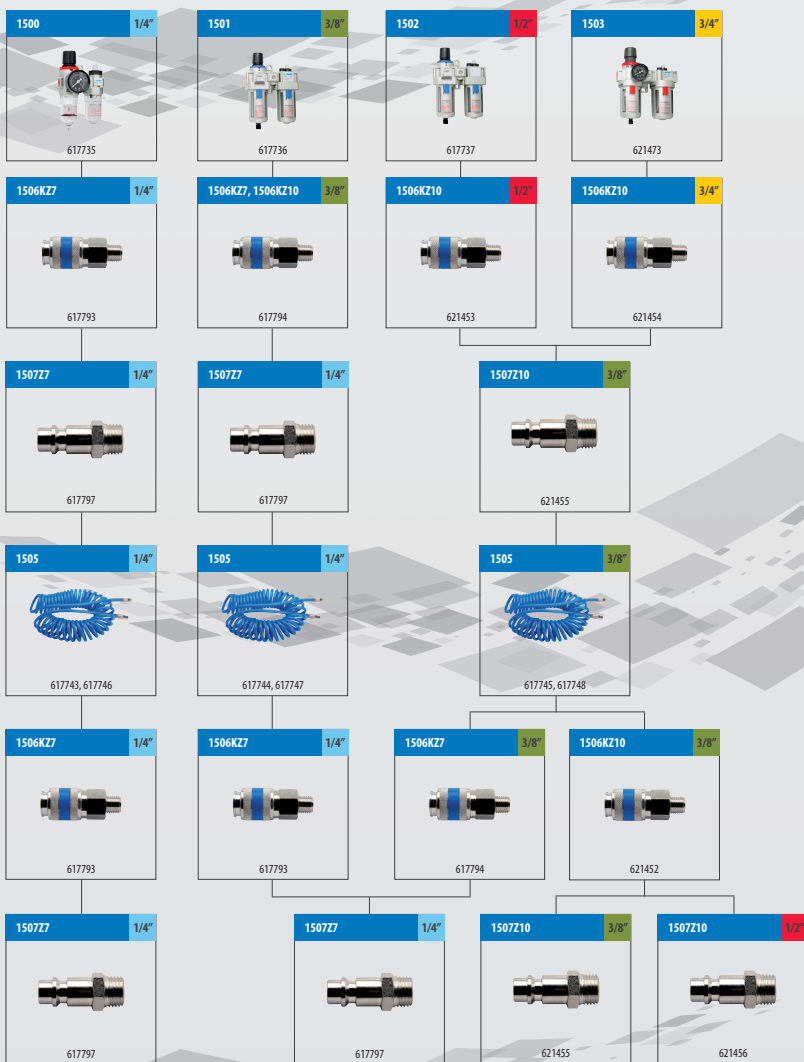 1500 1/4″
617735
1501 3/8″
617736
1502 1/2″
617737
1503 3/4″
621473
1506KZ7 1/4″
617793
1506KZ7, 1506KZ10 3/8″
617794
1506KZ10 1/2″
621453
1506KZ10 3/4″
621454
1507Z7 1/4″
617797
1507Z7 1/4″
617797
1507Z10 3/8″
621455
1505 1/4″
617743, 617746
1505 1/4″
617744, 617747
1505 3/8″
617745, 617748
1506KZ7 1/4″
617793
1506KZ7 1/4″
617793
1506KZ7 3/8″
617794
1506KZ10 3/8″
621452
1507Z7 1/4″
617797
1507Z7 1/4″
617797
1507Z10 3/8″
621455
1507Z10 1/2″
621456